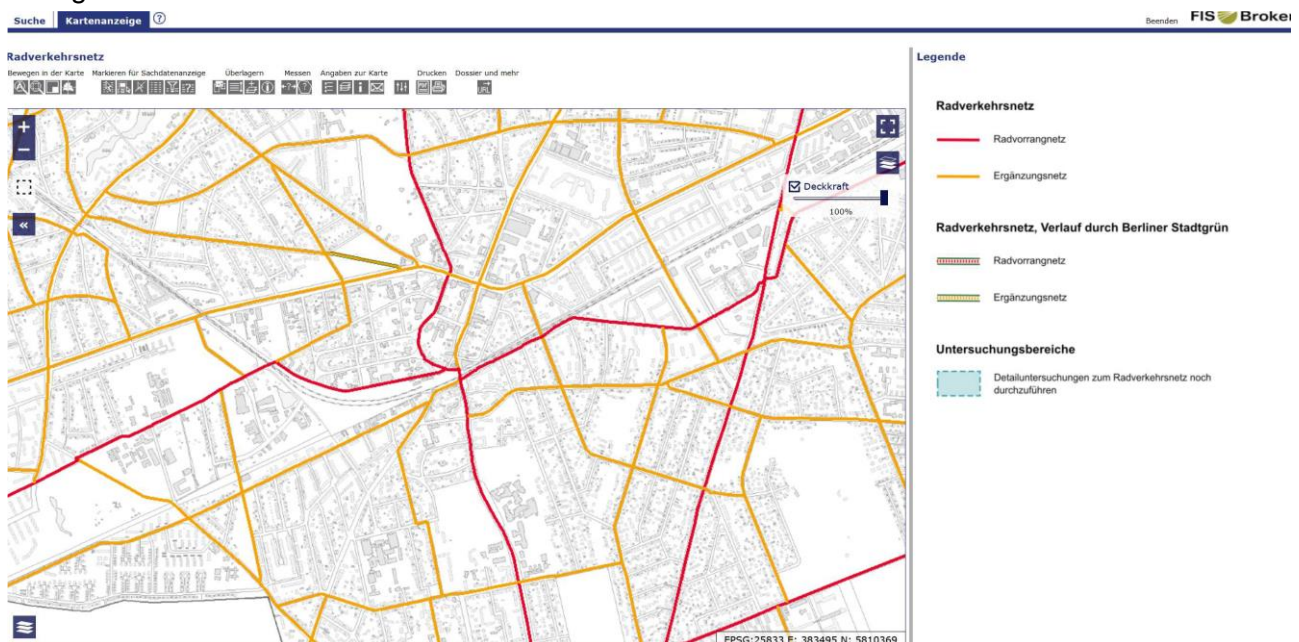 Suche Kartenanzeige ?
Beenden FIS Broker
Radverkehrsnetz
Bewegen in der Karte Markieren für Sachdatenanzeige Überlagern Messen Angaben zur Karte Drucken Dossier und mehr
URL
+
−
«
Deckkraft
100%
EPSG:25833 E: 383495 N: 5810369
Legende
Radverkehrsnetz
Radvorrangnetz
Ergänzungsnetz
Radverkehrsnetz, Verlauf durch Berliner Stadtgrün
Radvorrangnetz
Ergänzungsnetz
Untersuchungsbereiche
Detailuntersuchungen zum Radverkehrsnetz noch
durchzuführen